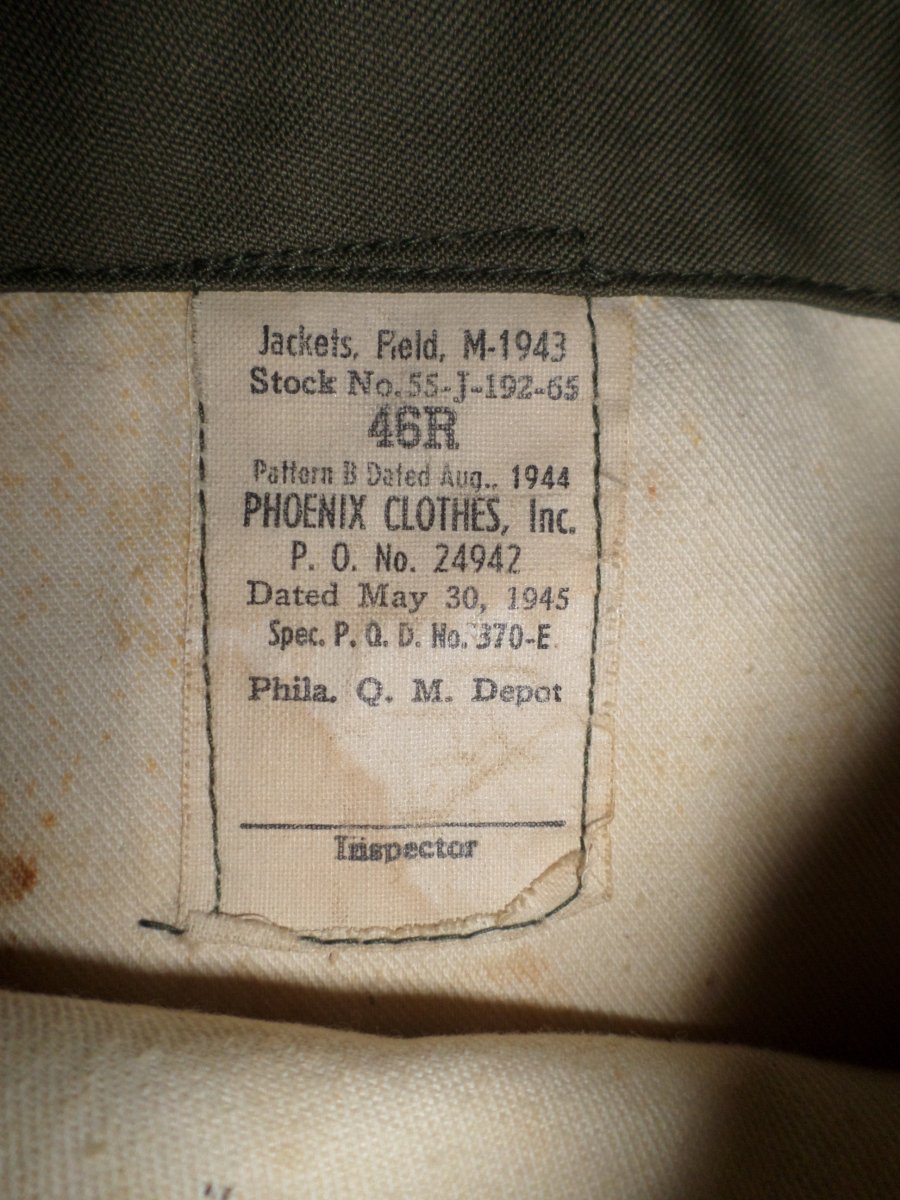 Jackets, Field, M-1943
Stock No. 55-J-192-65
46R
Pattern B Dated Aug., 1944
PHOENIX CLOTHES, Inc.
P. O. No. 24942
Dated May 30, 1945
Spec. P. Q. D. No. 370-E
Phila. Q. M. Depot
Inspector